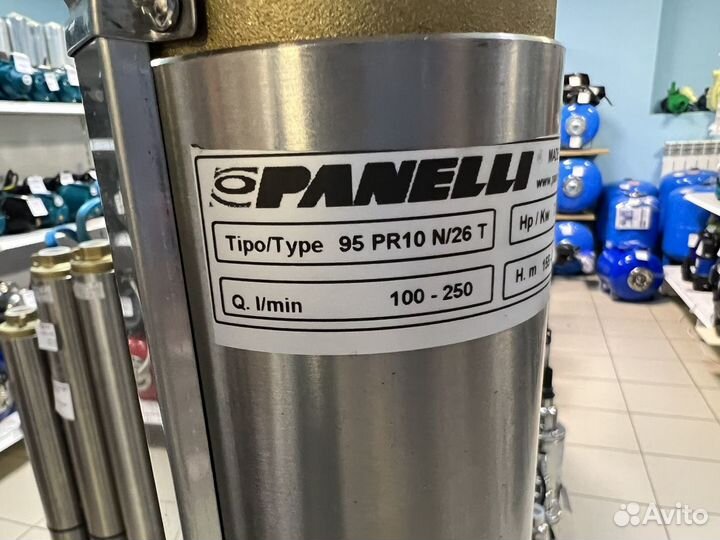 PANELLI
Tipo/Type 95 PR10 N/26 T
Hp / Kw
Q. l/min 100 - 250
H. m
Avito